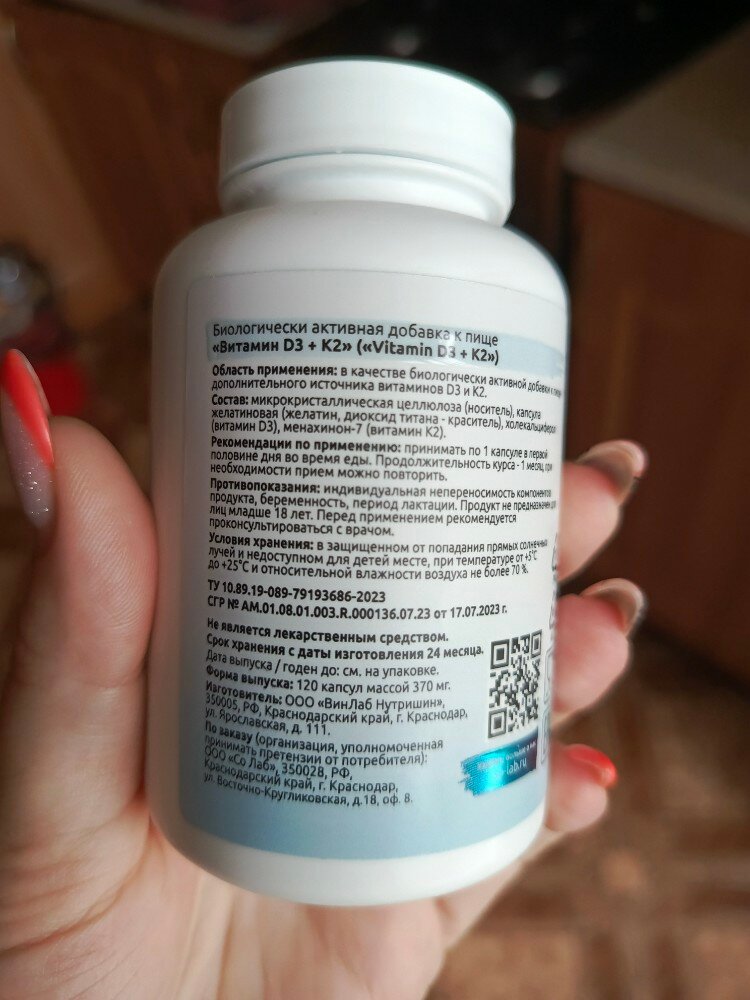 Биологически активная добавка к пище
«Витамин D3 + K2» («Vitamin D3 + K2»)
Область применения: в качестве биологически активной добавки к пище
дополнительного источника витаминов D3 и K2.
Состав: микрокристаллическая целлюлоза (носитель), капсула
желатиновая (желатин, диоксид титана - краситель), холекальциферол
(витамин D3), менахинон-7 (витамин K2).
Рекомендации по применению: принимать по 1 капсуле в первой
половине дня во время еды. Продолжительность курса - 1 месяц, при
необходимости прием можно повторить.
Противопоказания: индивидуальная непереносимость компонентов
продукта, беременность, период лактации. Продукт не предназначен для
лиц младше 18 лет. Перед применением рекомендуется
проконсультироваться с врачом.
Условия хранения: в защищенном от попадания прямых солнечных
лучей и недоступном для детей месте, при температуре от +5°C
до +25°C и относительной влажности воздуха не более 70 %.
ТУ 10.89.19-089-79193686-2023
СГР № AM.01.08.01.003.R.000136.07.23 от 17.07.2023 г.
Не является лекарственным средством.
Срок хранения с даты изготовления 24 месяца.
Дата выпуска / годен до: см. на упаковке.
Форма выпуска: 120 капсул массой 370 мг.
Изготовитель: ООО «ВинЛаб Нутришин»,
350005, РФ, Краснодарский край, г. Краснодар,
ул. Ярославская, д. 111.
По заказу (организация, уполномоченная
принимать претензии от потребителя):
ООО «Со Лаб», 350028, РФ,
Краснодарский край, г. Краснодар,
ул. Восточно-Кругликовская, д.18, оф. 8.
lab.ru